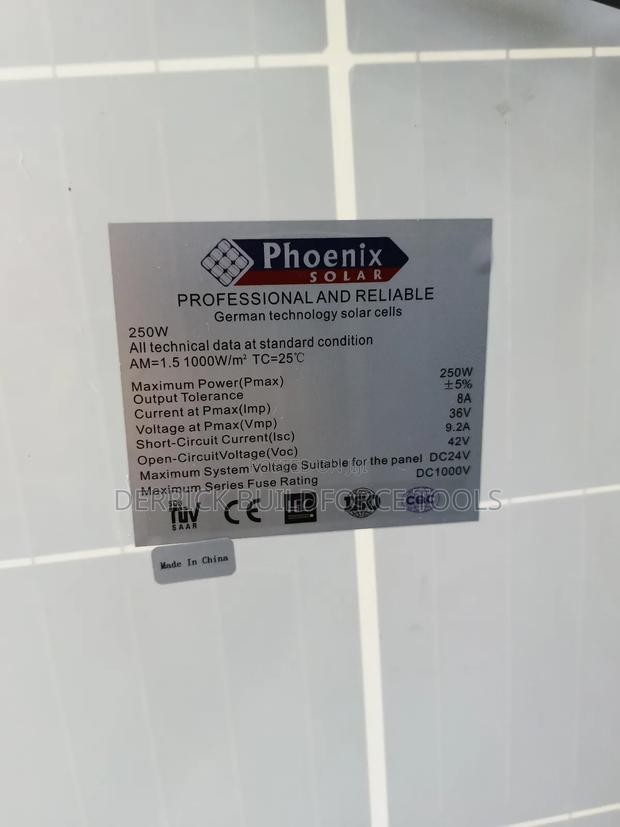 Phoenix
SOLAR
PROFESSIONAL AND RELIABLE
German technology solar cells
250W
All technical data at standard condition
AM=1.5 1000W/m² TC=25℃
Maximum Power(Pmax) 250W
Output Tolerance ±5%
Current at Pmax(Imp) 8A
Voltage at Pmax(Vmp) 36V
Short-Circuit Current(Isc) 9.2A
Open-CircuitVoltage(Voc) 42V
Maximum System Voltage Suitable for the panel DC24V
Maximum Series Fuse Rating DC1000V
DERRICK BUILD FORCE TOOLS
TÜV CE IEC ISO CQC
SAAR
Made In China